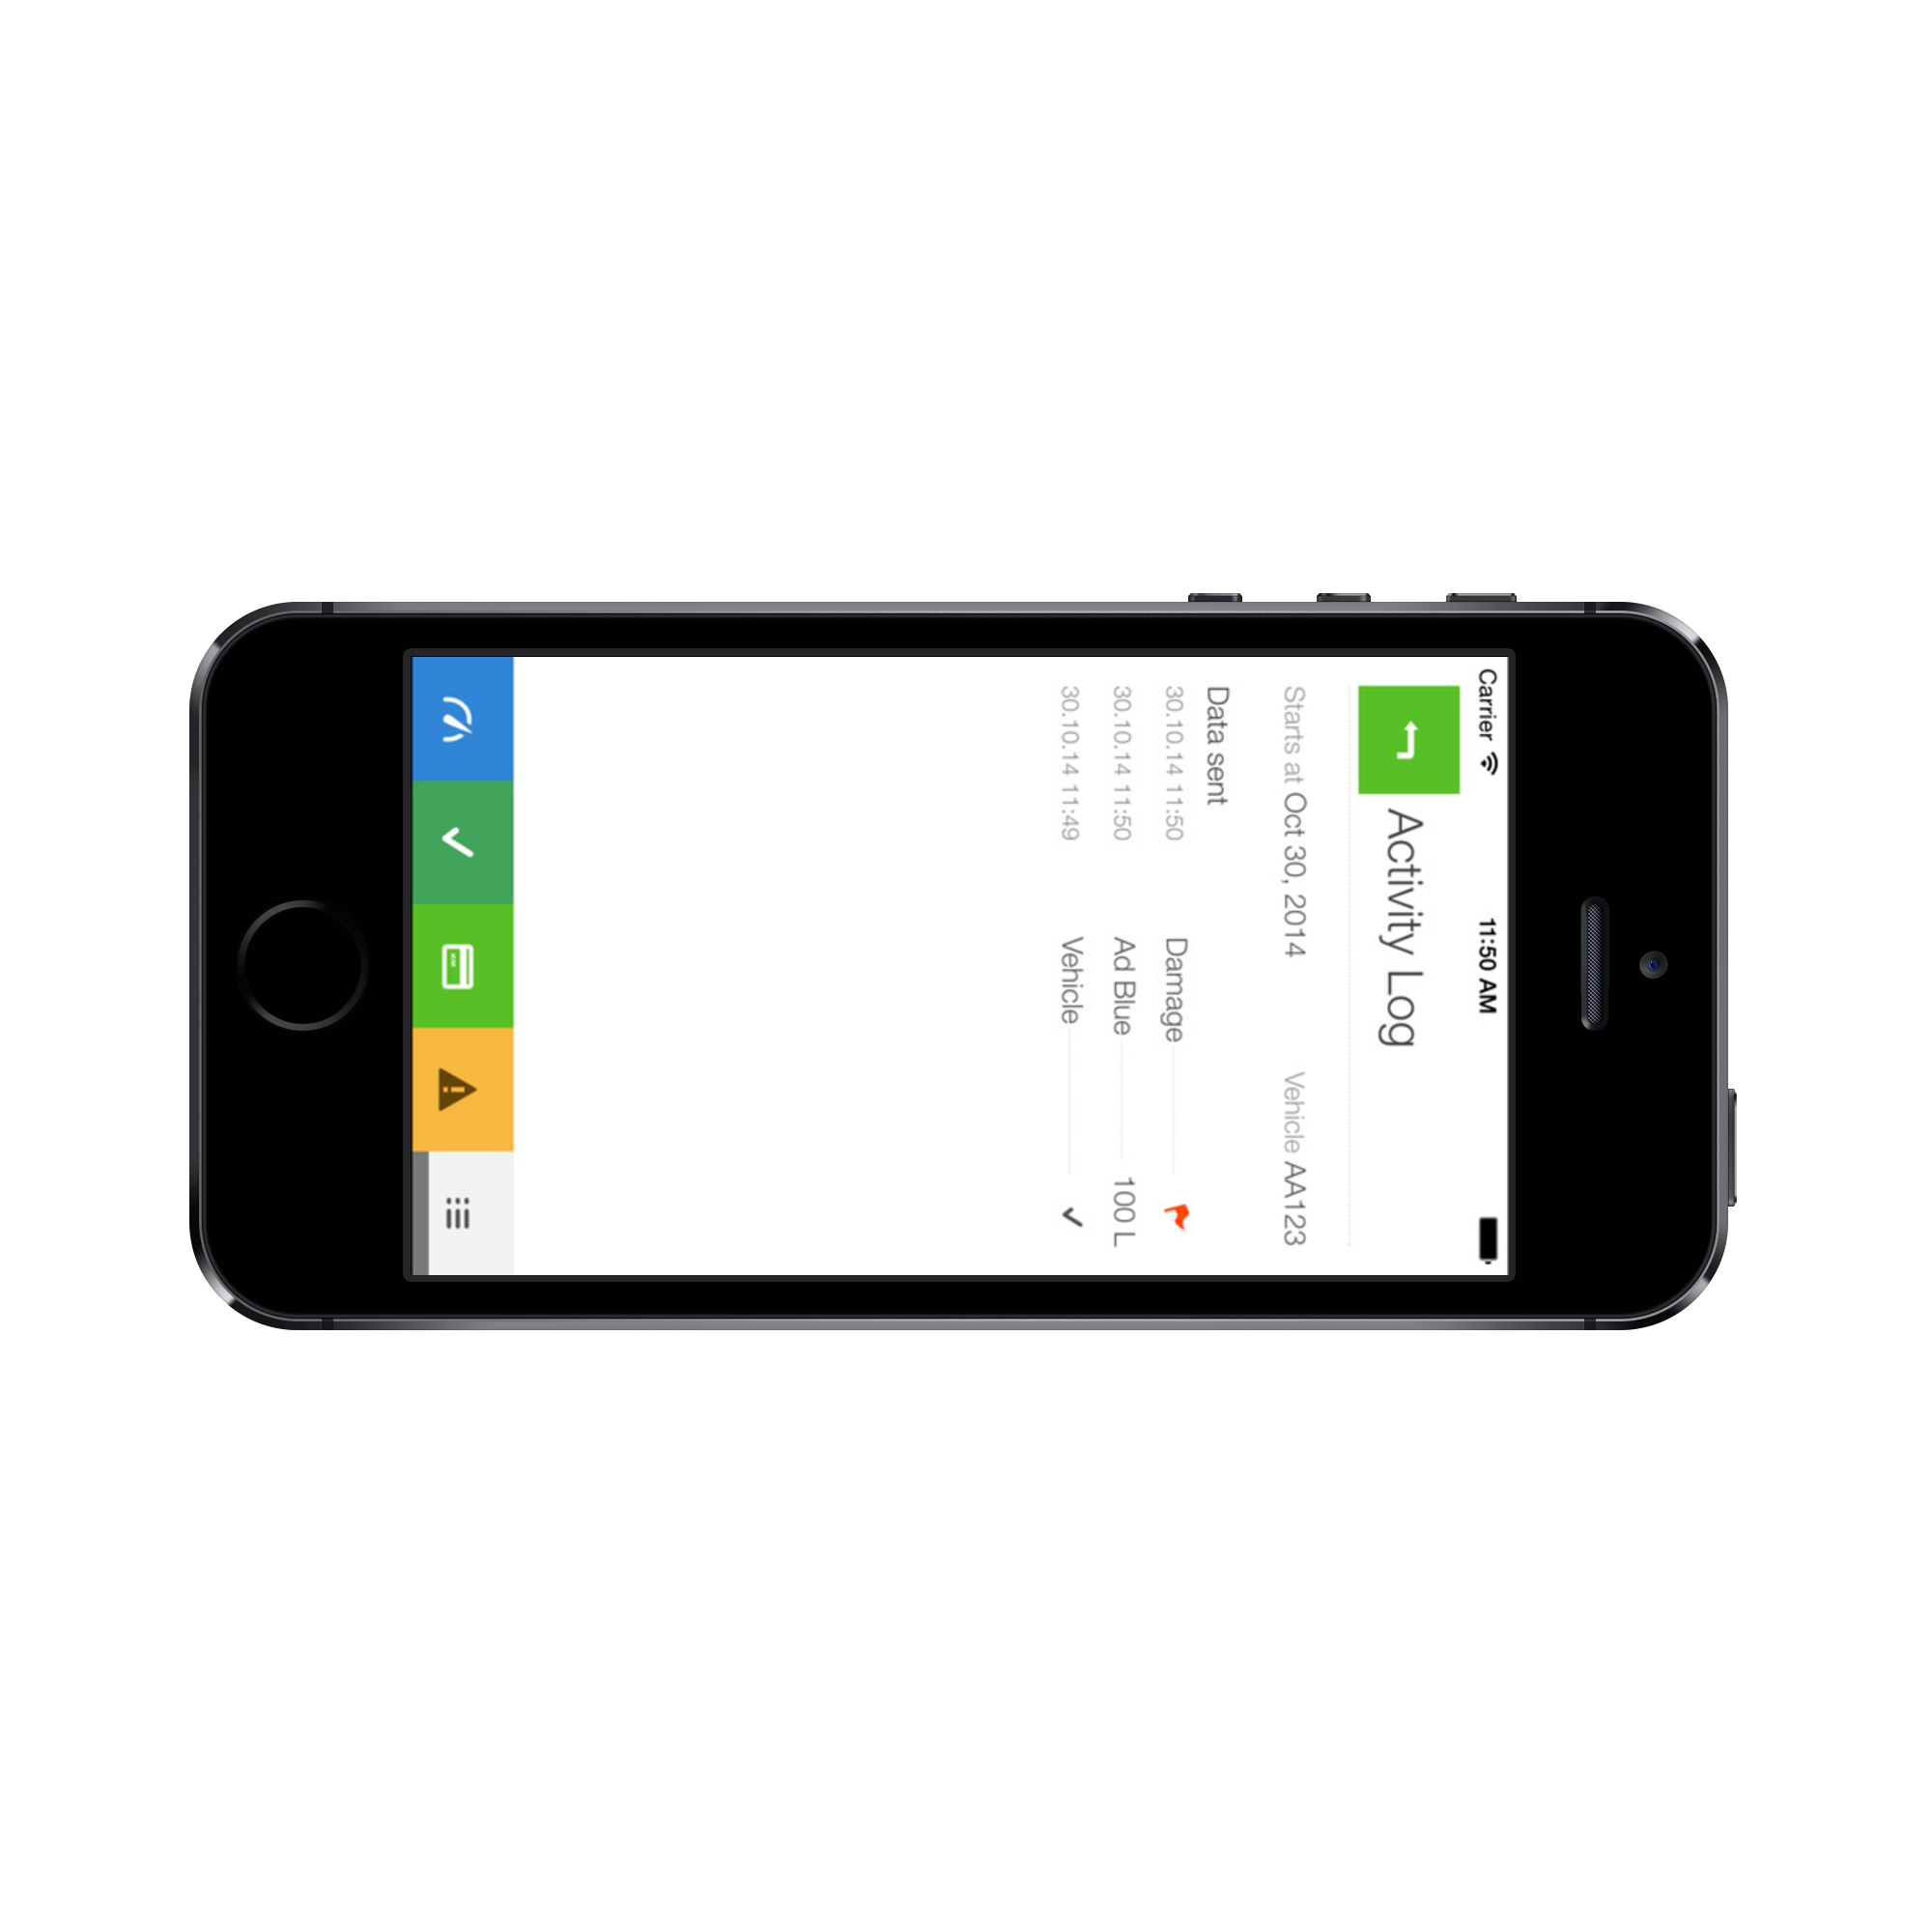 Carrier 11:50 AM
Activity Log
Starts at Oct 30, 2014 Vehicle AA123
Data sent
30.10.14 11:50 Damage
30.10.14 11:50 Ad Blue 100 L
30.10.14 11:49 Vehicle